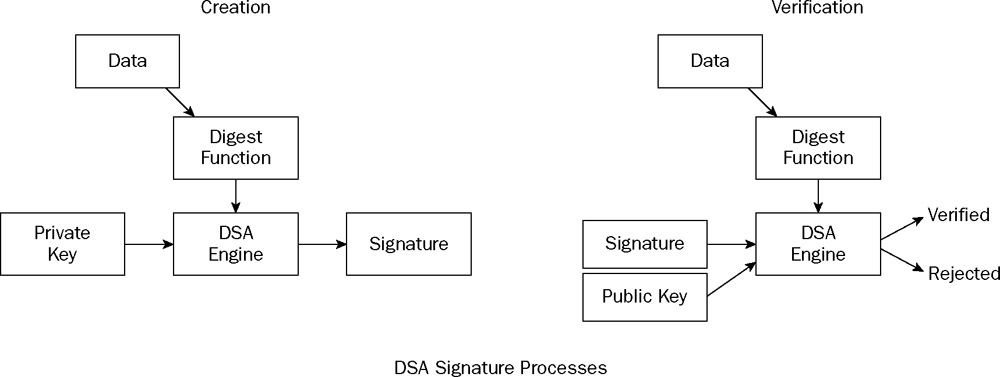 Creation
Data
Digest
Function
Private
Key
DSA
Engine
Signature
Verification
Data
Digest
Function
Signature
Public Key
DSA
Engine
Verified
Rejected
DSA Signature Processes